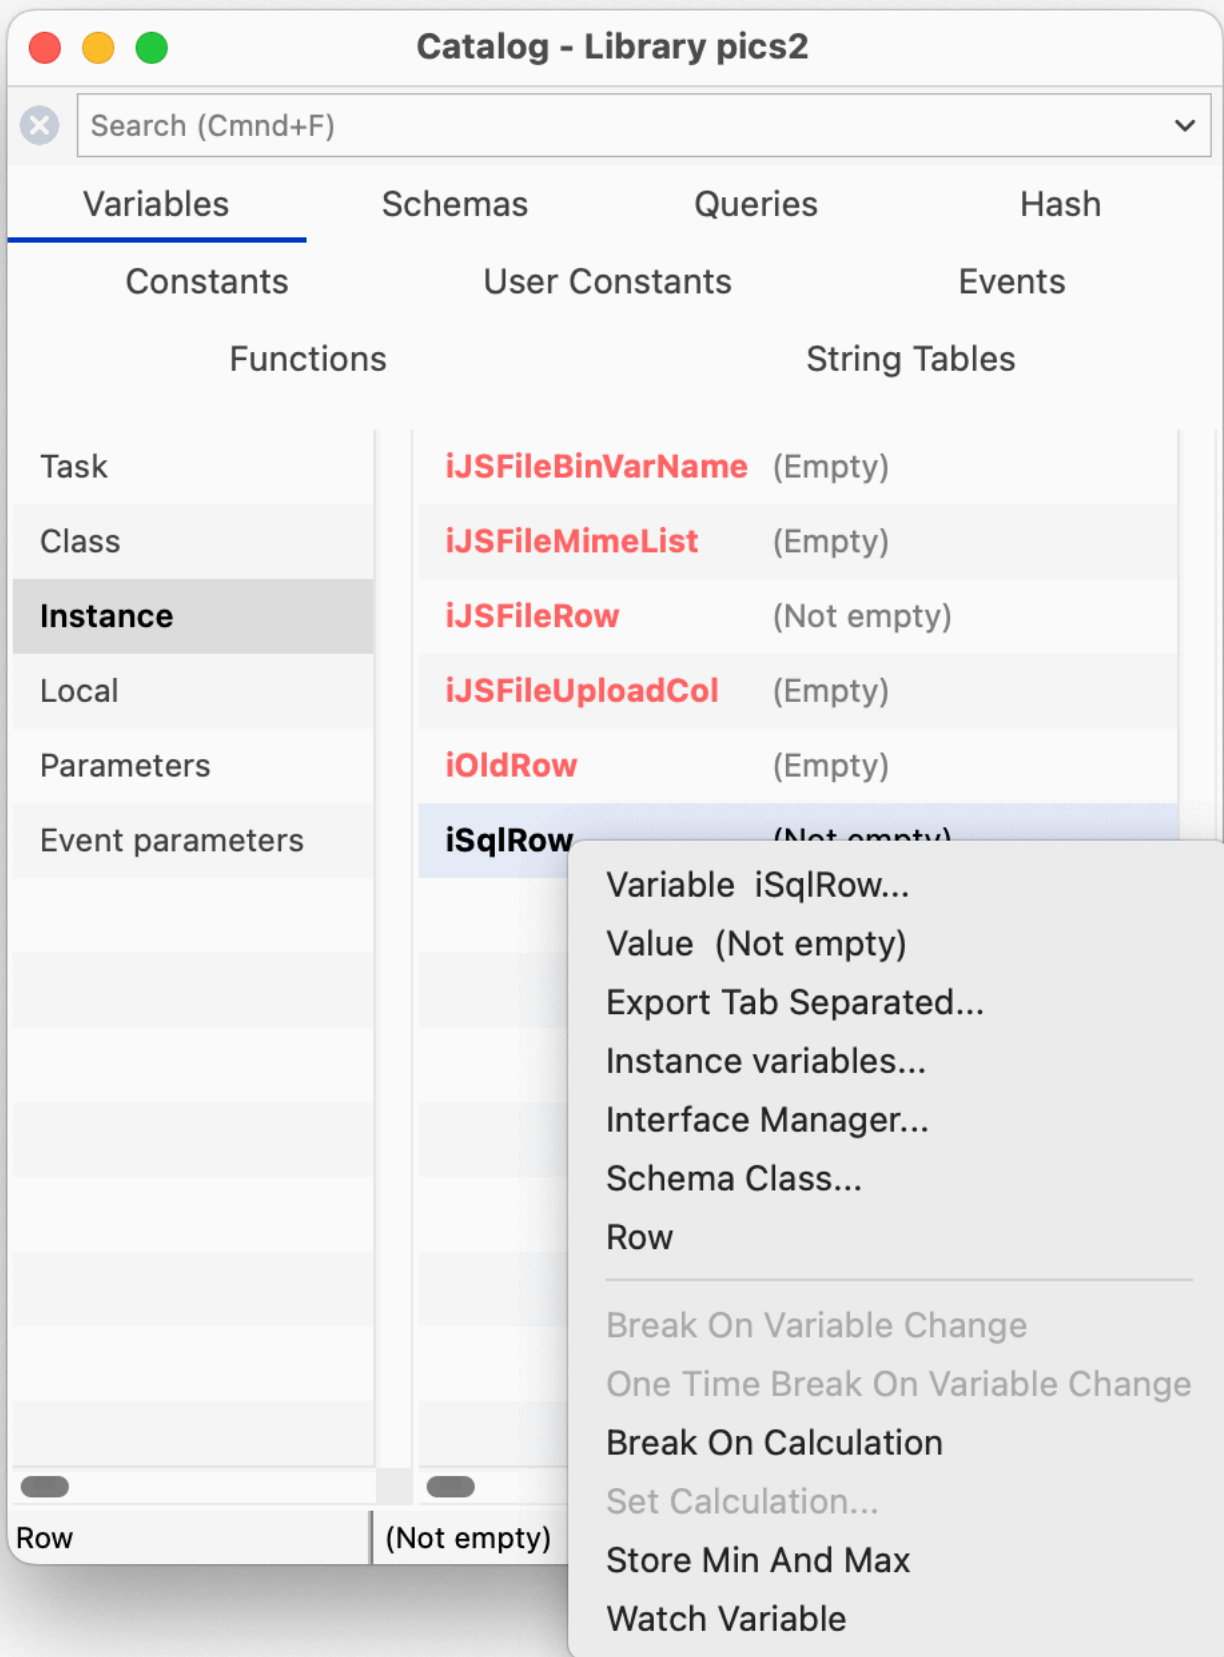 Catalog - Library pics2
Search (Cmnd+F)
Variables Schemas Queries Hash
Constants User Constants Events
Functions String Tables
Task
Class
Instance
Local
Parameters
Event parameters
iJSFileBinVarName (Empty)
iJSFileMimeList (Empty)
iJSFileRow (Not empty)
iJSFileUploadCol (Empty)
iOldRow (Empty)
iSqlRow (Not empty)
Variable iSqlRow...
Value (Not empty)
Export Tab Separated...
Instance variables...
Interface Manager...
Schema Class...
Row
Break On Variable Change
One Time Break On Variable Change
Break On Calculation
Set Calculation...
Store Min And Max
Watch Variable
Row (Not empty)